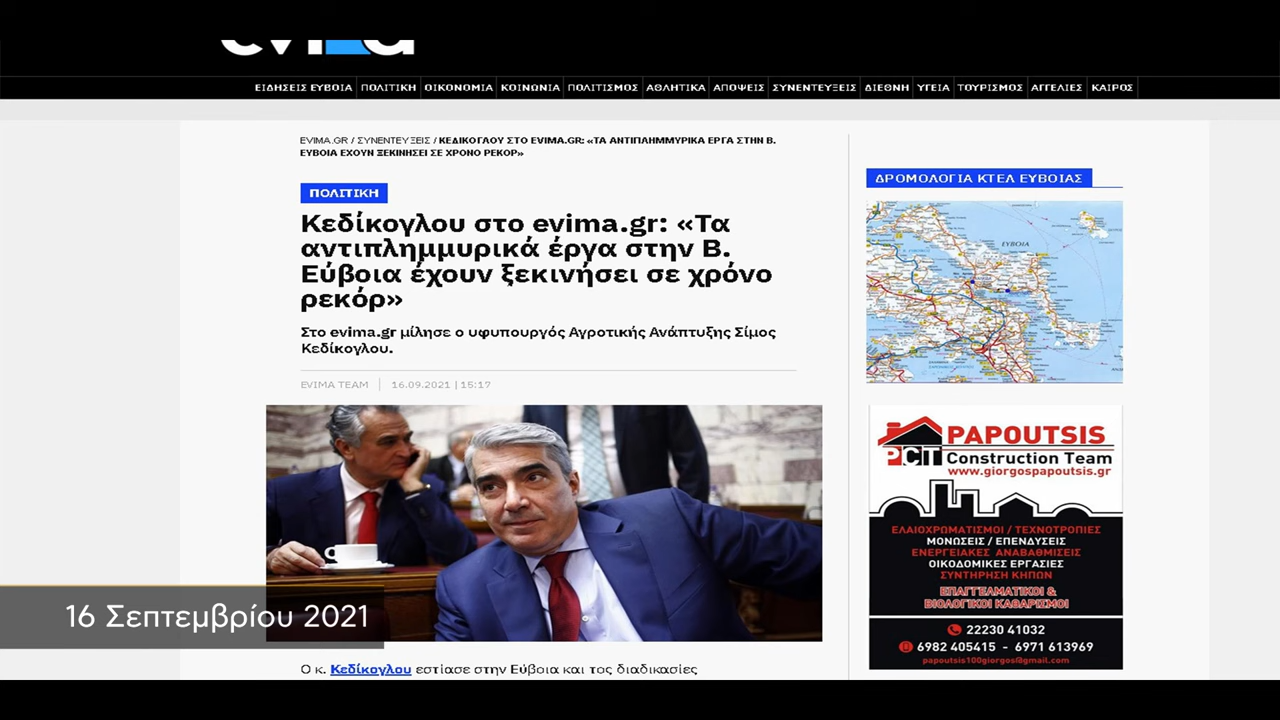 evima
ΕΙΔΗΣΕΙΣ ΕΥΒΟΙΑ ΠΟΛΙΤΙΚΗ ΟΙΚΟΝΟΜΙΑ ΚΟΙΝΩΝΙΑ ΠΟΛΙΤΙΣΜΟΣ ΑΘΛΗΤΙΚΑ ΑΠΟΨΕΙΣ ΣΥΝΕΝΤΕΥΞΕΙΣ ΔΙΕΘΝΗ ΥΓΕΙΑ ΤΟΥΡΙΣΜΟΣ ΑΓΓΕΛΙΕΣ ΚΑΙΡΟΣ
EVIMA.GR / ΣΥΝΕΝΤΕΥΞΕΙΣ / ΚΕΔΙΚΟΓΛΟΥ ΣΤΟ EVIMA.GR: «ΤΑ ΑΝΤΙΠΛΗΜΜΥΡΙΚΑ ΕΡΓΑ ΣΤΗΝ Β.
ΕΥΒΟΙΑ ΕΧΟΥΝ ΞΕΚΙΝΗΣΕΙ ΣΕ ΧΡΟΝΟ ΡΕΚΟΡ»
ΠΟΛΙΤΙΚΗ
Κεδίκογλου στο evima.gr: «Τα
αντιπλημμυρικά έργα στην Β.
Εύβοια έχουν ξεκινήσει σε χρόνο
ρεκόρ»
Στο evima.gr μίλησε ο υφυπουργός Αγροτικής Ανάπτυξης Σίμος
Κεδίκογλου.
EVIMA TEAM | 16.09.2021 | 15:17
Ο κ. Κεδίκογλου εστίασε στην Εύβοια και τος διαδικασίες
16 Σεπτεμβρίου 2021
ΔΡΟΜΟΛΟΓΙΑ ΚΤΕΛ ΕΥΒΟΙΑΣ
ΕΥΒΟΙΑ
PAPOUTSIS
PCT Construction Team
www.giorgospapoutsis.gr
ΕΛΑΙΟΧΡΩΜΑΤΙΣΜΟΙ / ΤΕΧΝΟΤΡΟΠΙΕΣ
ΜΟΝΩΣΕΙΣ / ΕΠΕΝΔΥΣΕΙΣ
ΕΝΕΡΓΕΙΑΚΕΣ ΑΝΑΒΑΘΜΙΣΕΙΣ
ΟΙΚΟΔΟΜΙΚΕΣ ΕΡΓΑΣΙΕΣ
ΣΥΝΤΗΡΗΣΗ ΚΗΠΩΝ
ΕΠΑΓΓΕΛΜΑΤΙΚΟΙ &
ΒΙΟΛΟΓΙΚΟΙ ΚΑΘΑΡΙΣΜΟΙ
22230 41032
6982 405415 - 6971 613969
papoutsis100giorgos@gmail.com